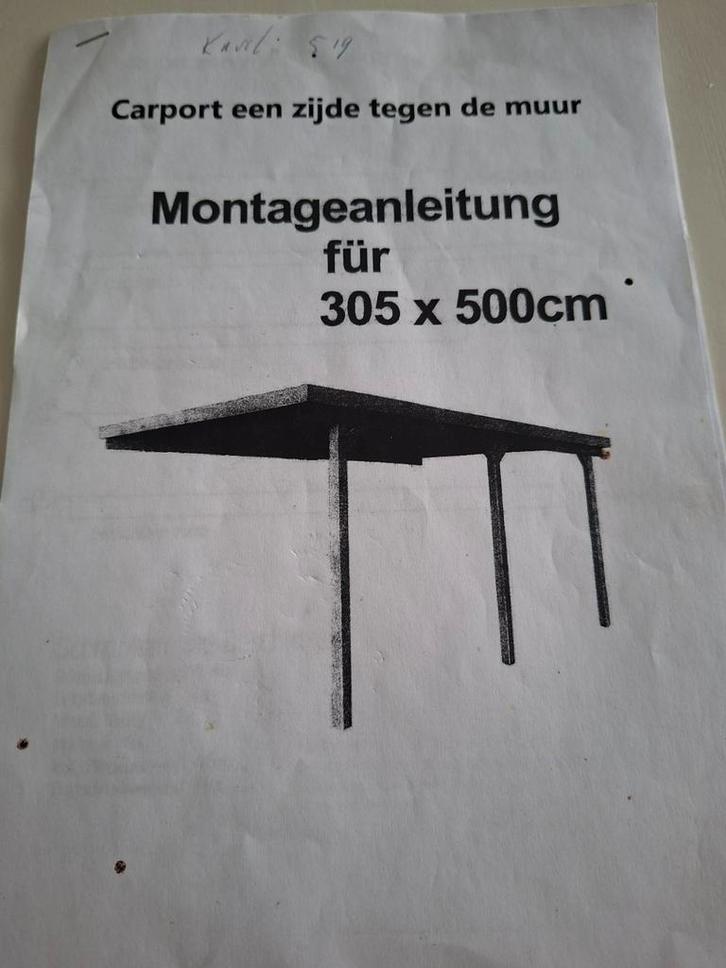 Carport een zijde tegen de muur
Montageanleitung
für
305 x 500cm